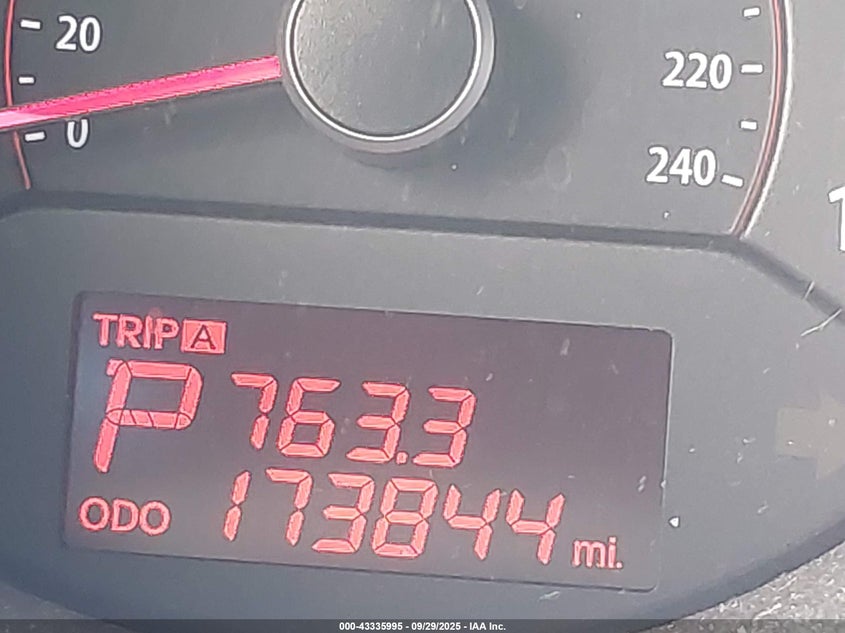 20
0
220
240
TRIP A
P 763.3
ODO 173844 mi.
000-43335995 - 09/29/2025 - IAA Inc.